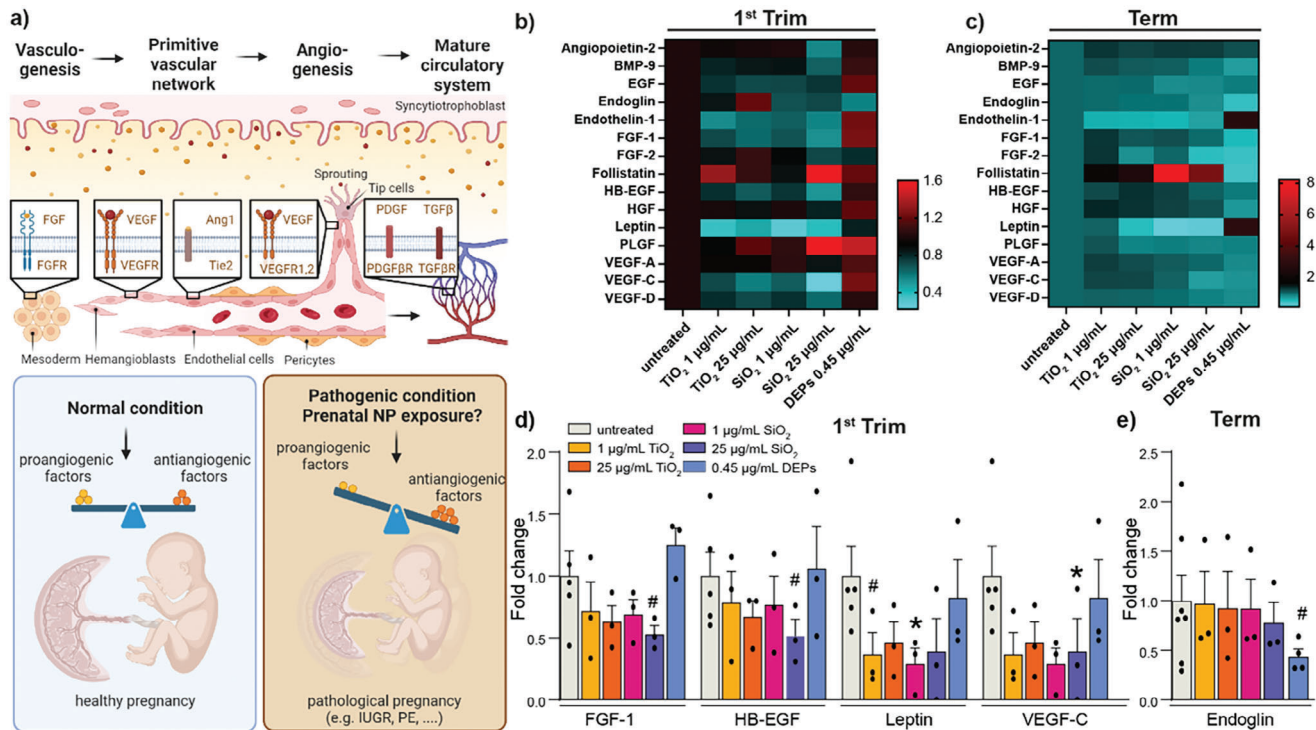 a)
Vasculo-
genesis
Primitive
vascular
network
Angio-
genesis
Mature
circulatory
system
Syncytiotrophoblast
Sprouting
Tip cells
FGF
FGFR
VEGF
VEGFR
Ang1
Tie2
VEGF
VEGFR1,2
PDGF
PDGFβR
TGFβ
TGFβR
Mesoderm
Hemangioblasts
Endothelial cells
Pericytes
Normal condition
proangiogenic
factors
antiangiogenic
factors
healthy pregnancy
Pathogenic condition
Prenatal NP exposure?
proangiogenic
factors
antiangiogenic
factors
pathological pregnancy
(e.g. IUGR, PE, ....)
b)
1st Trim
Angiopoietin-2
BMP-9
EGF
Endoglin
Endothelin-1
FGF-1
FGF-2
Follistatin
HB-EGF
HGF
Leptin
PLGF
VEGF-A
VEGF-C
VEGF-D
untreated
TiO2 1 µg/mL
TiO2 25 µg/mL
SiO2 1 µg/mL
SiO2 25 µg/mL
DEPs 0.45 µg/mL
1.6
1.2
0.8
0.4
c)
Term
Angiopoietin-2
BMP-9
EGF
Endoglin
Endothelin-1
FGF-1
FGF-2
Follistatin
HB-EGF
HGF
Leptin
PLGF
VEGF-A
VEGF-C
VEGF-D
untreated
TiO2 1 µg/mL
TiO2 25 µg/mL
SiO2 1 µg/mL
SiO2 25 µg/mL
DEPs 0.45 µg/mL
8
6
4
2
d)
1st Trim
untreated
1 µg/mL TiO2
25 µg/mL TiO2
1 µg/mL SiO2
25 µg/mL SiO2
0.45 µg/mL DEPs
Fold change
2.0
1.5
1.0
0.5
0.0
#
#
#
*
*
FGF-1
HB-EGF
Leptin
VEGF-C
e)
Term
Fold change
2.5
2.0
1.5
1.0
0.5
0.0
#
Endoglin